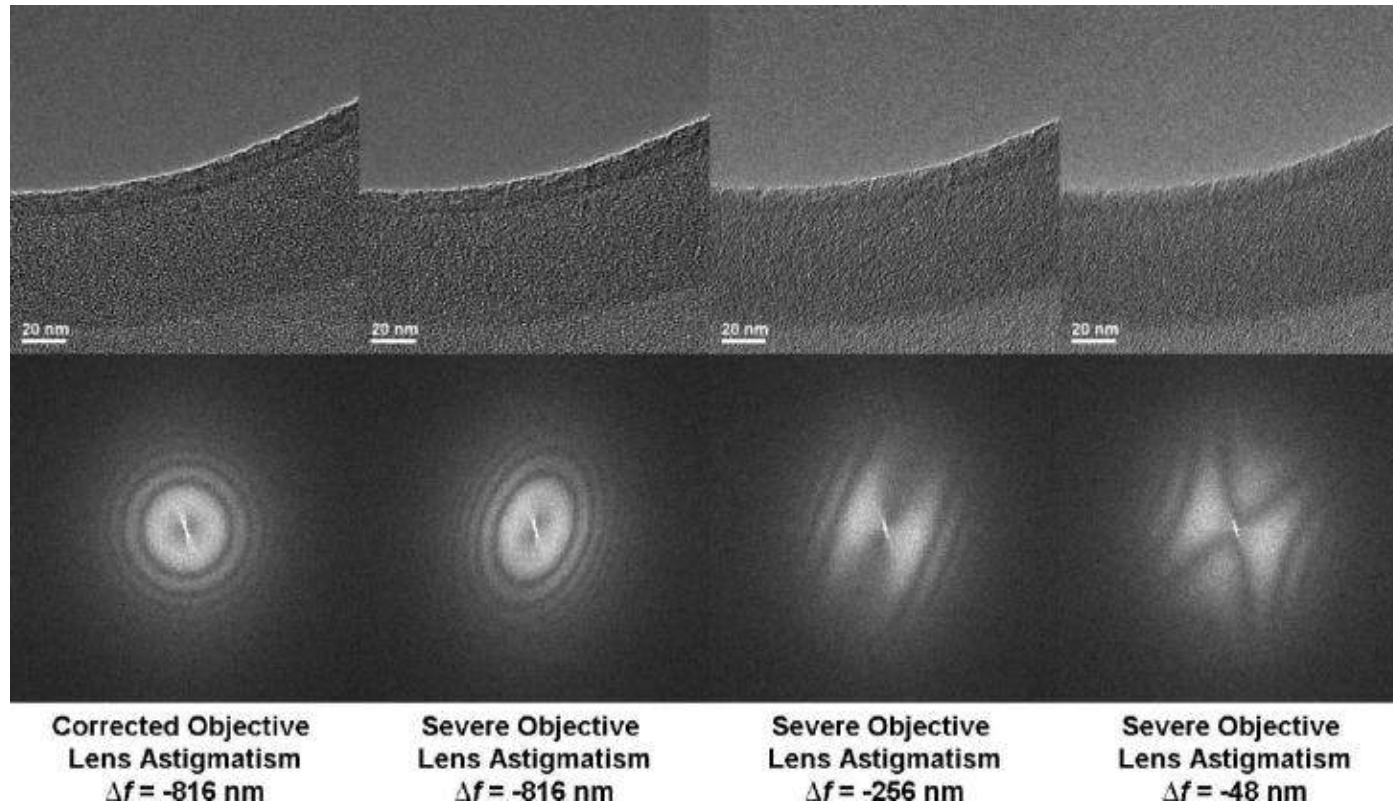 20 nm
20 nm
20 nm
20 nm
Corrected Objective
Lens Astigmatism
Δf = -816 nm
Severe Objective
Lens Astigmatism
Δf = -816 nm
Severe Objective
Lens Astigmatism
Δf = -256 nm
Severe Objective
Lens Astigmatism
Δf = -48 nm